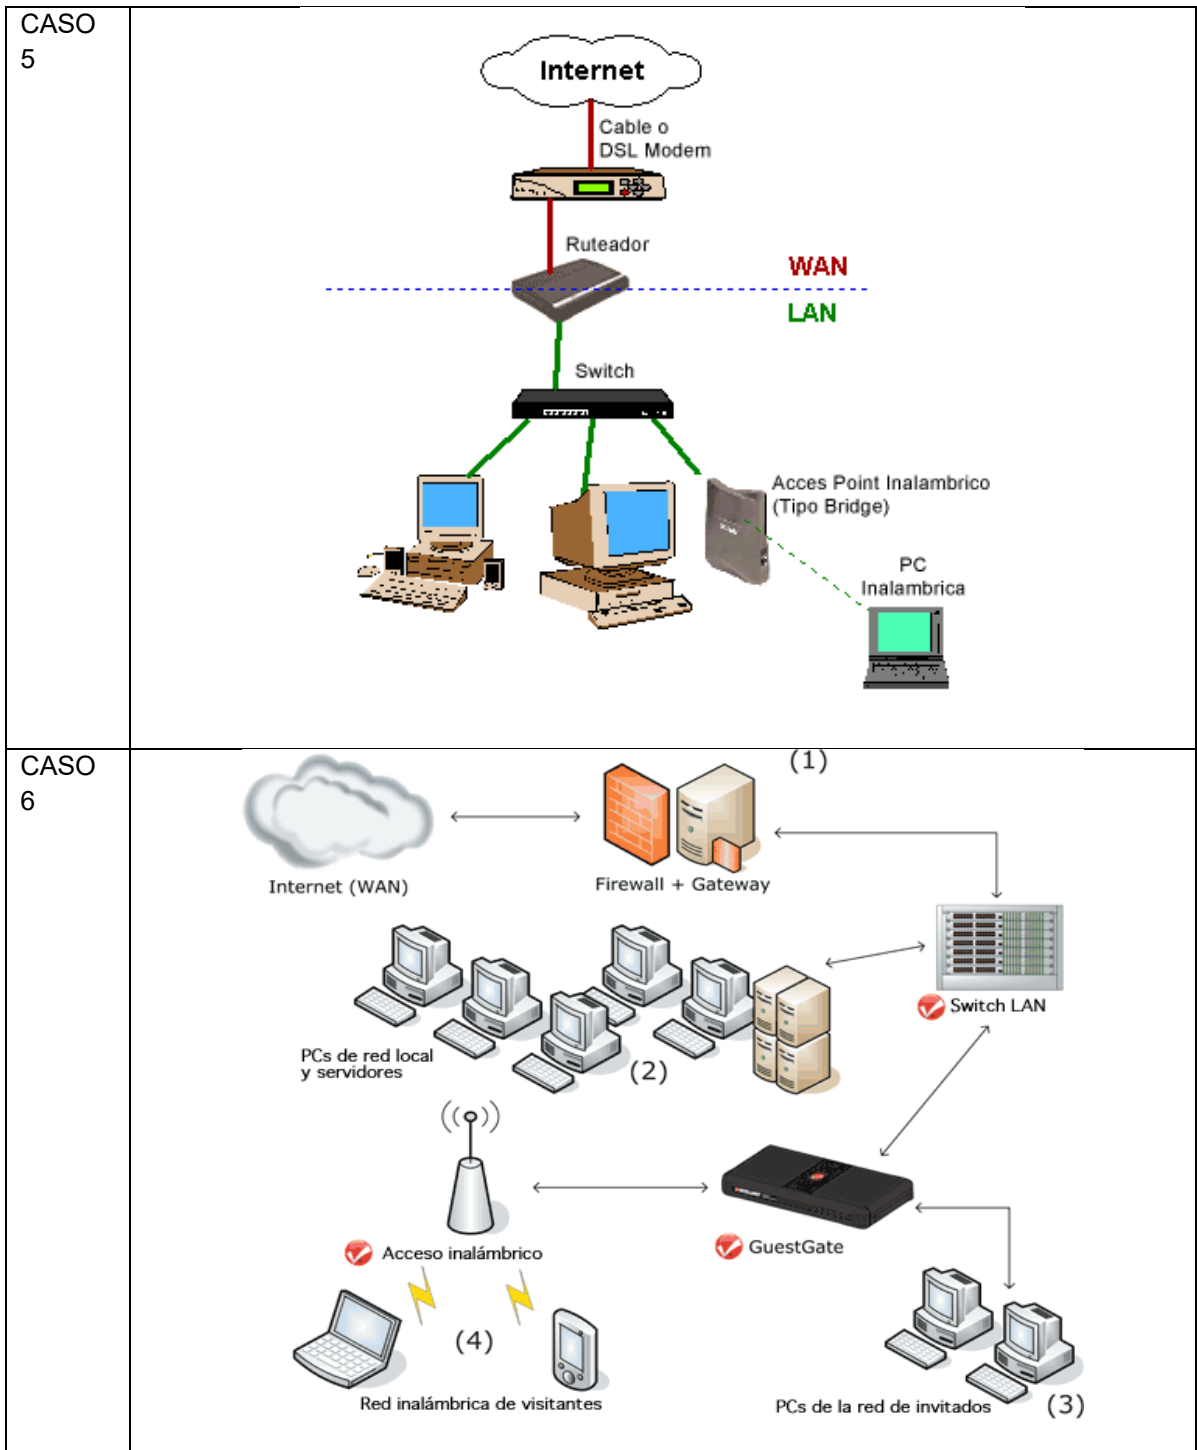 CASO
5
Internet
Cable o
DSL Modem
Ruteador
WAN
LAN
Switch
Acces Point Inalambrico
(Tipo Bridge)
PC
Inalambrica
CASO
6
(1)
Internet (WAN)
Firewall + Gateway
Switch LAN
PCs de red local
y servidores
(2)
Acceso inalámbrico
GuestGate
(4)
Red inalámbrica de visitantes
PCs de la red de invitados
(3)